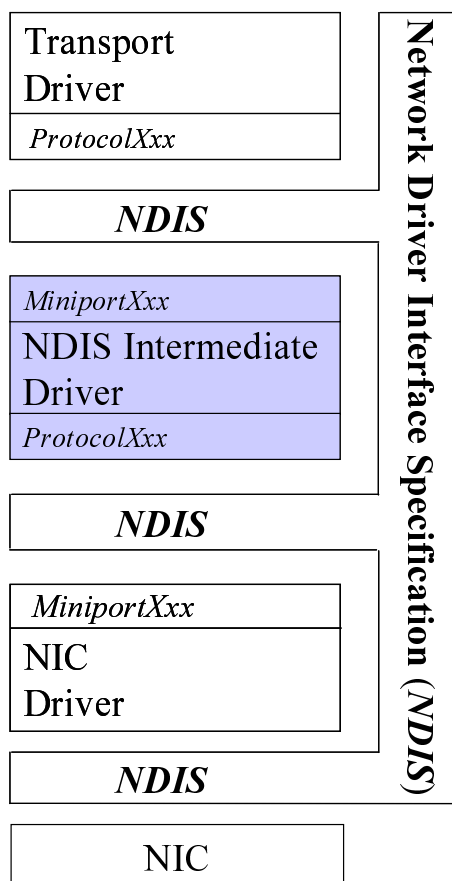 Transport
Driver
ProtocolXxx
NDIS
MiniportXxx
NDIS Intermediate
Driver
ProtocolXxx
NDIS
MiniportXxx
NIC
Driver
NDIS
NIC
Network Driver Interface Specification (NDIS)